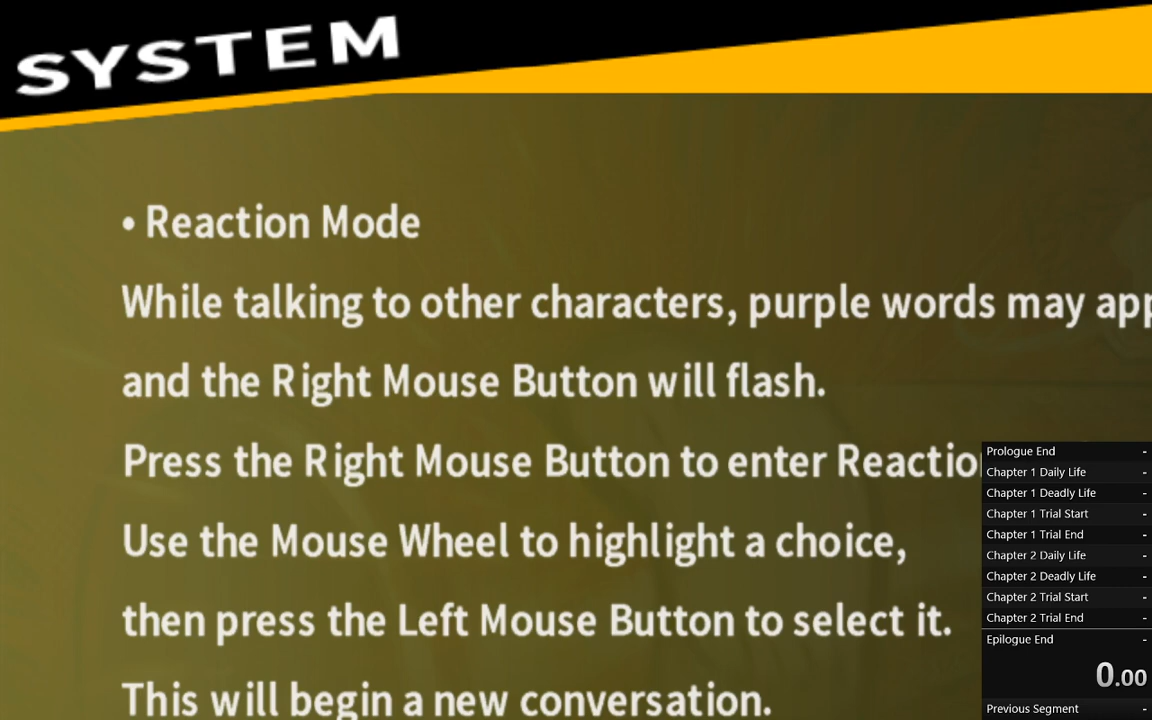 SYSTEM
• Reaction Mode
While talking to other characters, purple words may app
and the Right Mouse Button will flash.
Press the Right Mouse Button to enter Reactio
Use the Mouse Wheel to highlight a choice,
then press the Left Mouse Button to select it.
This will begin a new conversation.
Prologue End -
Chapter 1 Daily Life -
Chapter 1 Deadly Life -
Chapter 1 Trial Start -
Chapter 1 Trial End -
Chapter 2 Daily Life -
Chapter 2 Deadly Life -
Chapter 2 Trial Start -
Chapter 2 Trial End -
Epilogue End -
0.00
Previous Segment -